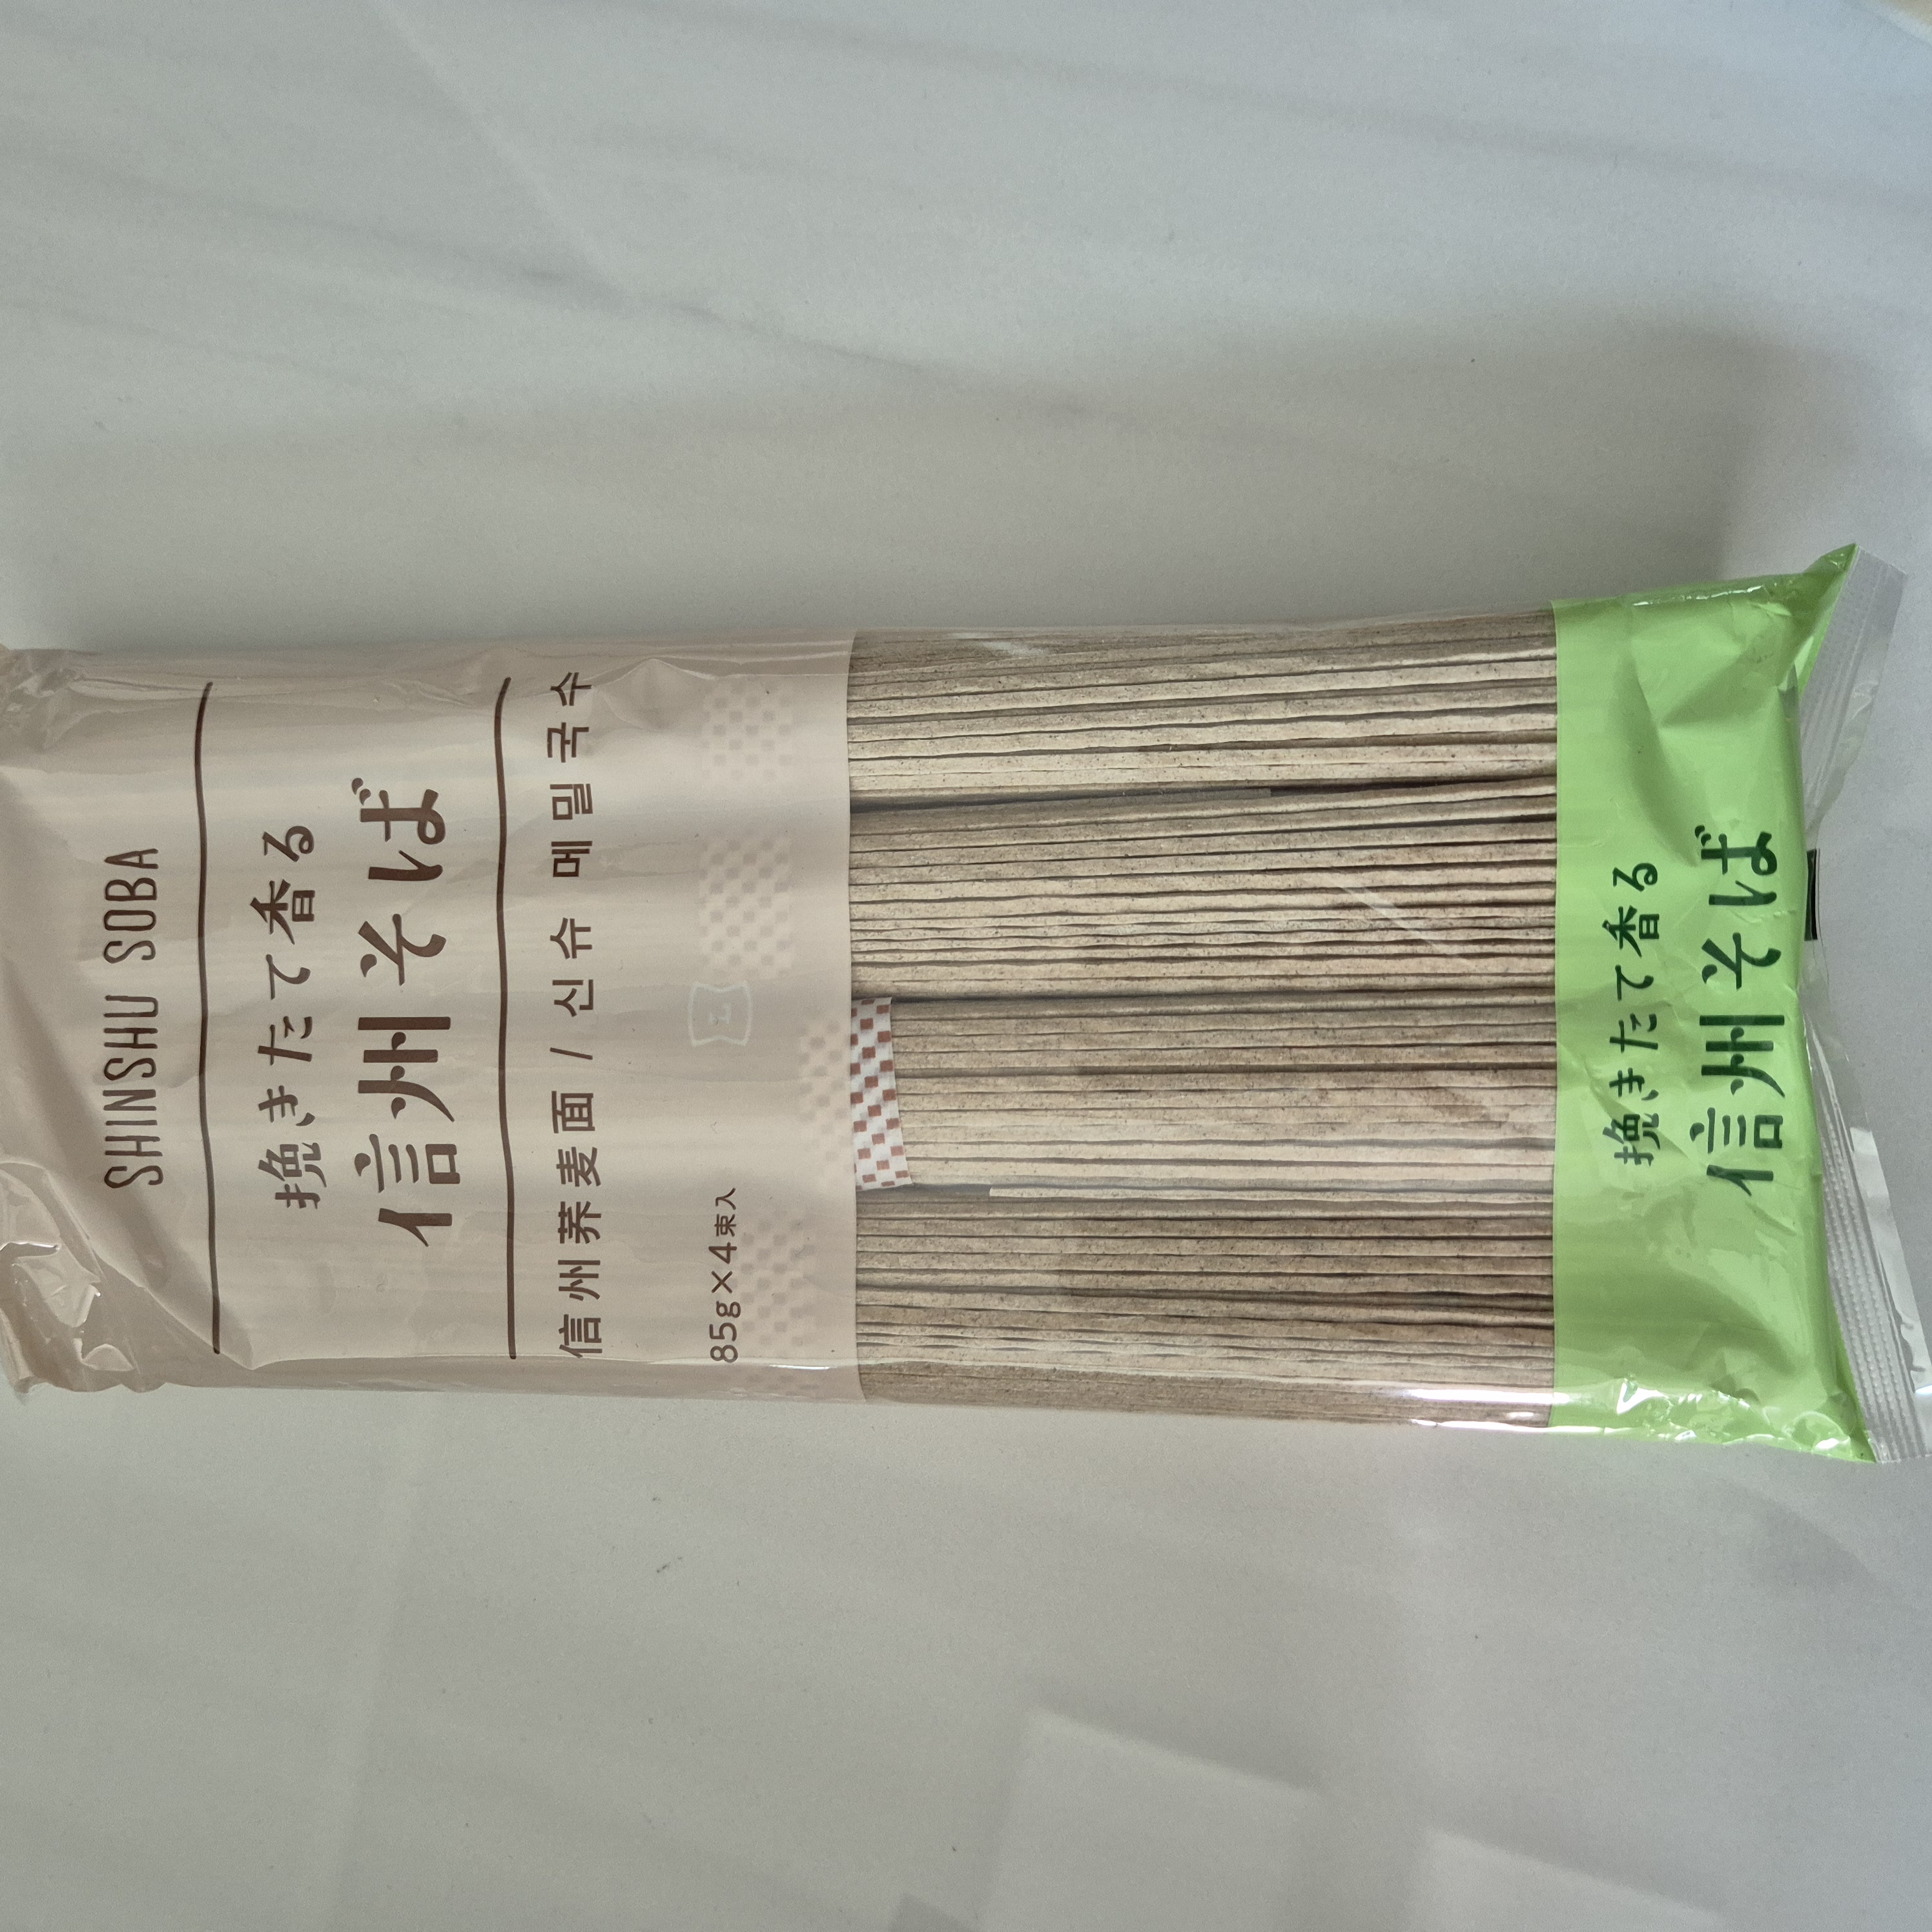 SHINSHU SOBA
挽きたて香る
信州そば
信州荞麦面 / 신슈 메밀국수
85g×4束入
挽きたて香る
信州そば